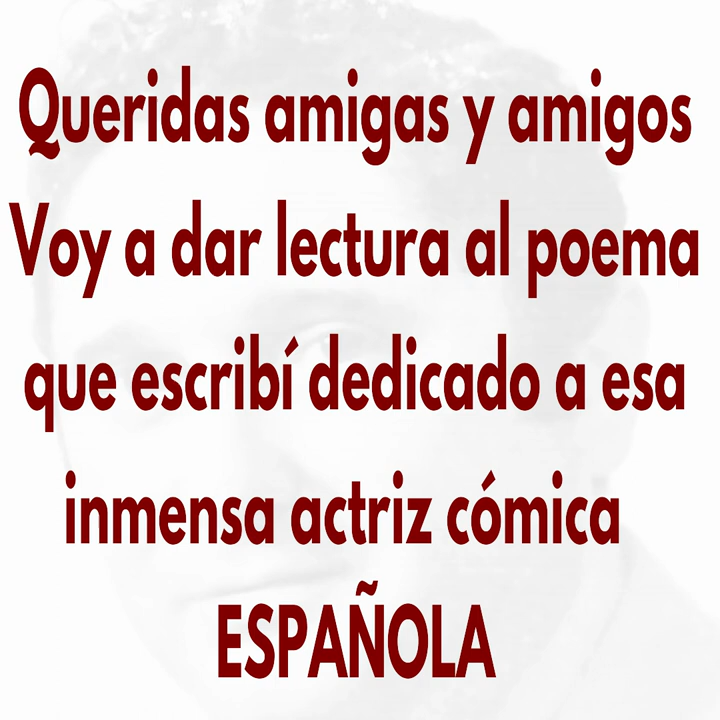 Queridas amigas y amigos
Voy a dar lectura al poema
que escribí dedicado a esa
inmensa actriz cómica
ESPAÑOLA